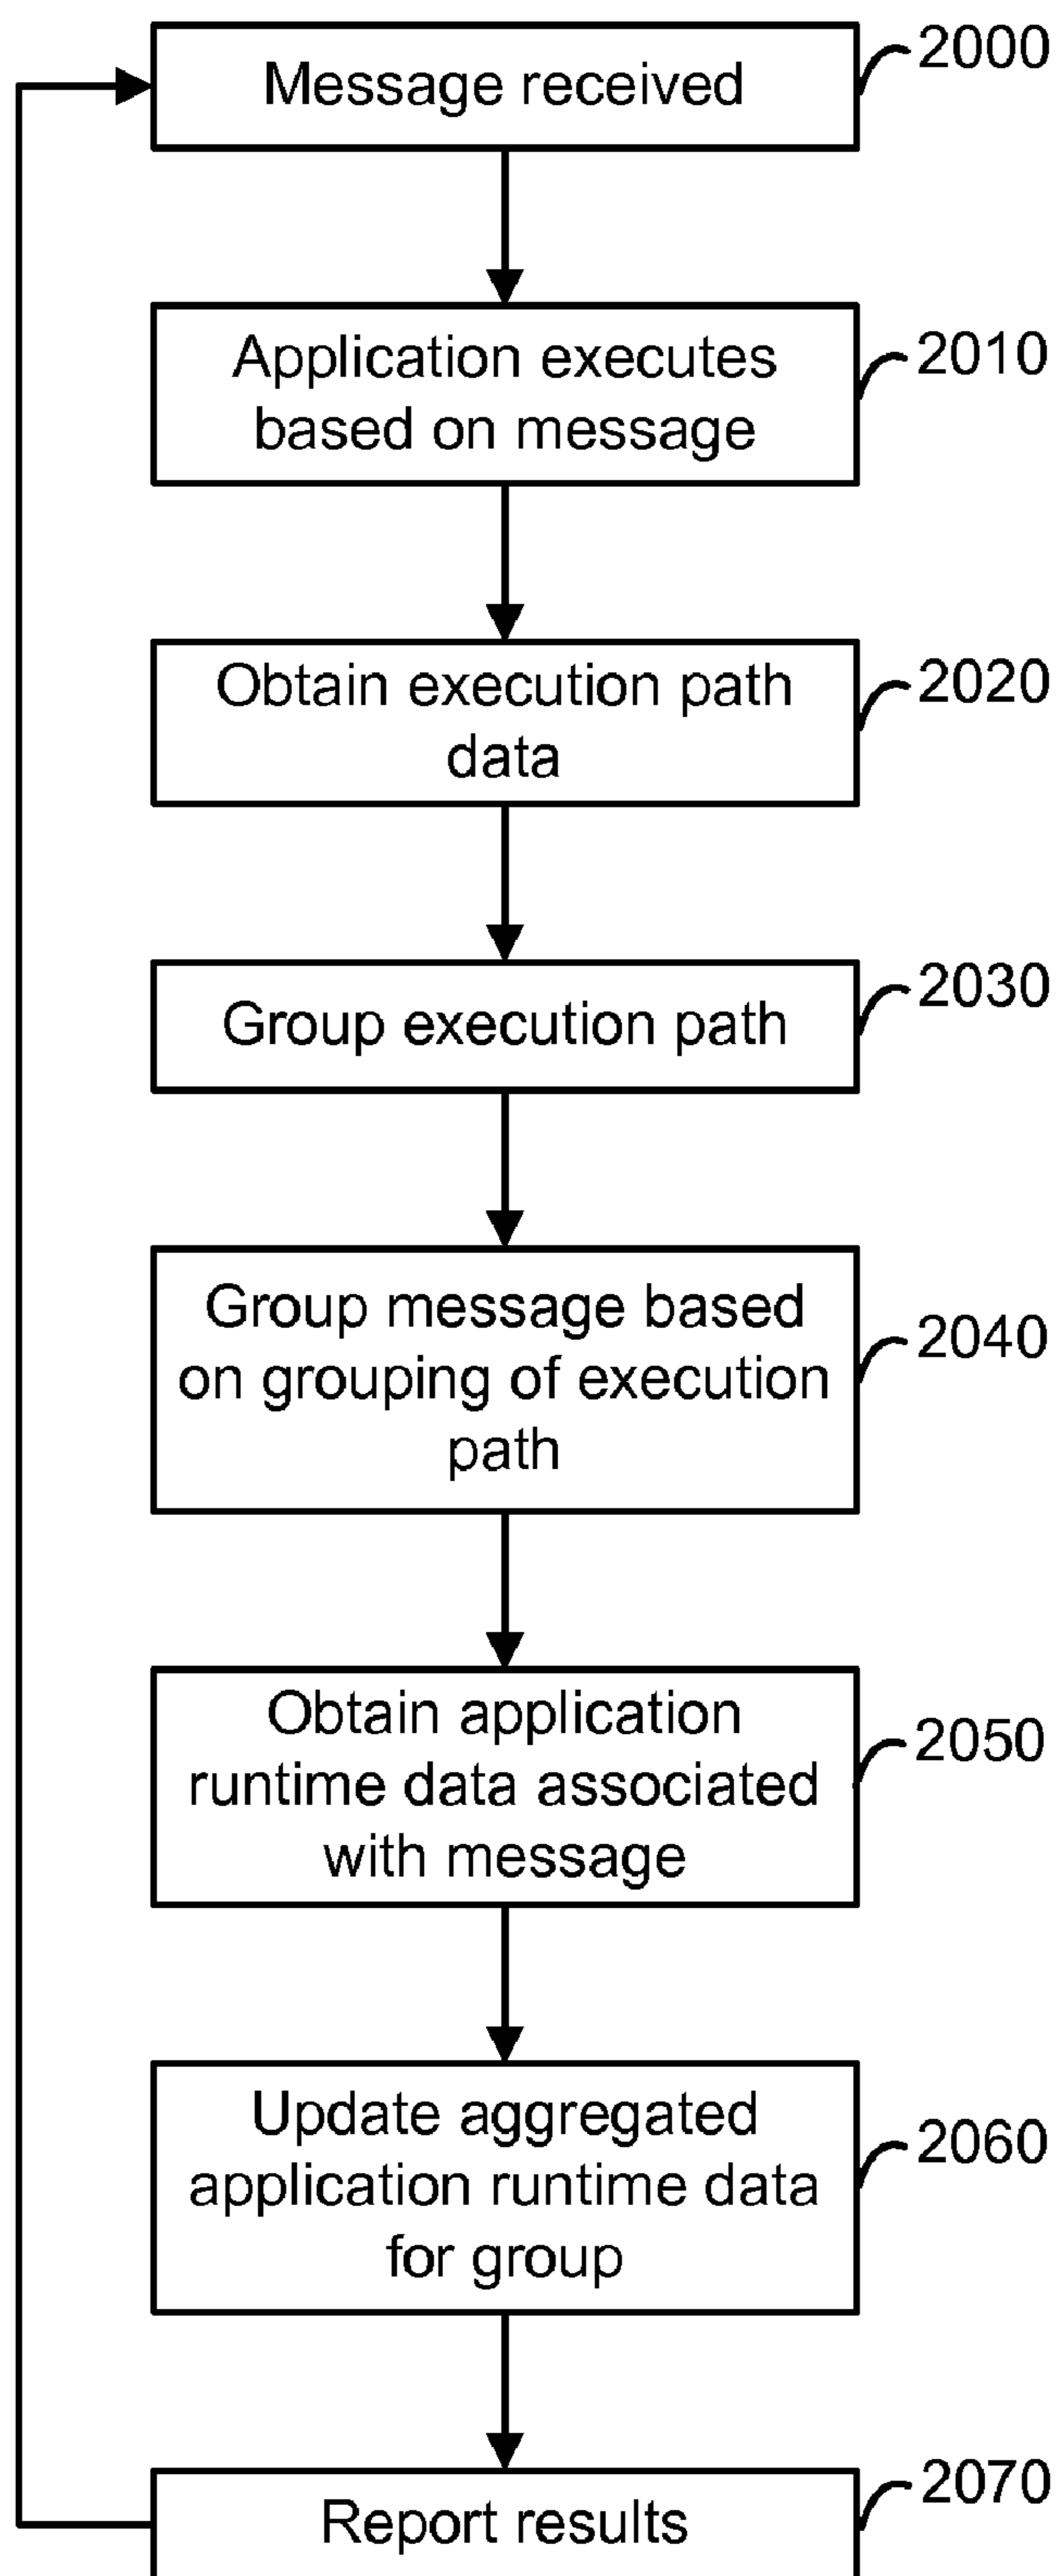 Message received
2000
Application executes
based on message
2010
Obtain execution path
data
2020
Group execution path
2030
Group message based
on grouping of execution
path
2040
Obtain application
runtime data associated
with message
2050
Update aggregated
application runtime data
for group
2060
Report results
2070